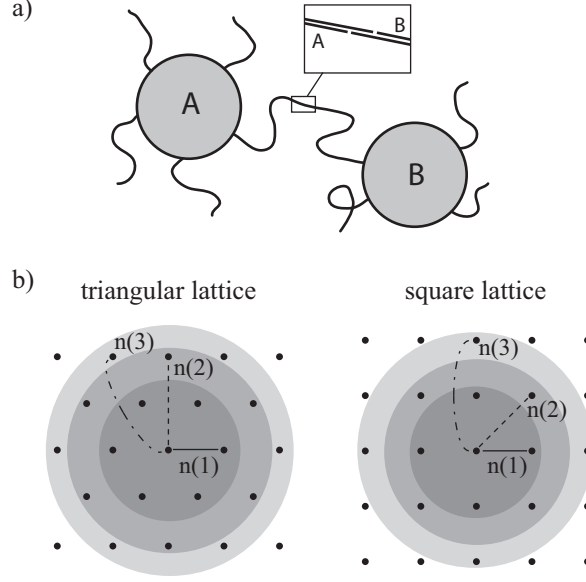 a)
B
A
A
B
b)
triangular lattice
square lattice
n(3)
n(2)
n(1)
n(3)
n(2)
n(1)